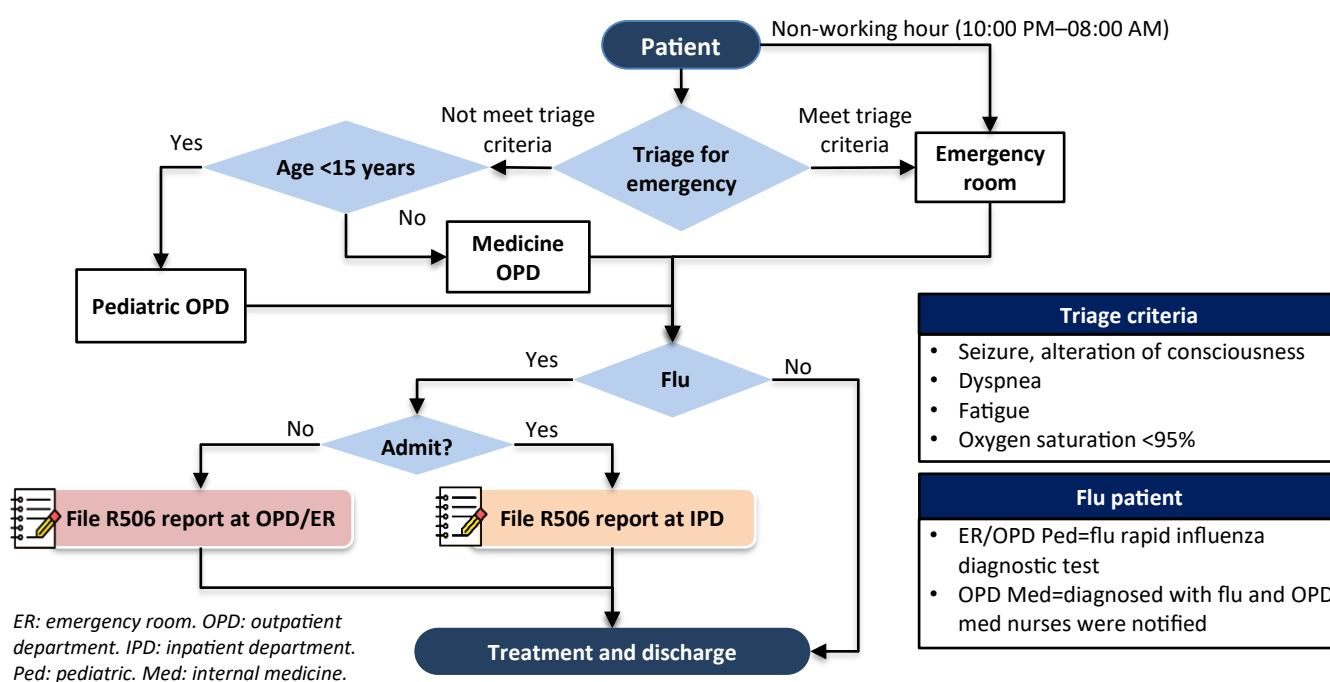 Non-working hour (10:00 PM–08:00 AM)
Patient
Not meet triage
criteria
Meet triage
criteria
Yes
Age <15 years
Triage for
emergency
Emergency
room
No
Medicine
OPD
Pediatric OPD
Triage criteria
• Seizure, alteration of consciousness
• Dyspnea
• Fatigue
• Oxygen saturation <95%
Yes
Flu
No
No
Admit?
Yes
File R506 report at OPD/ER
File R506 report at IPD
Flu patient
• ER/OPD Ped=flu rapid influenza
diagnostic test
• OPD Med=diagnosed with flu and OPD
med nurses were notified
ER: emergency room. OPD: outpatient
department. IPD: inpatient department.
Ped: pediatric. Med: internal medicine.
Treatment and discharge